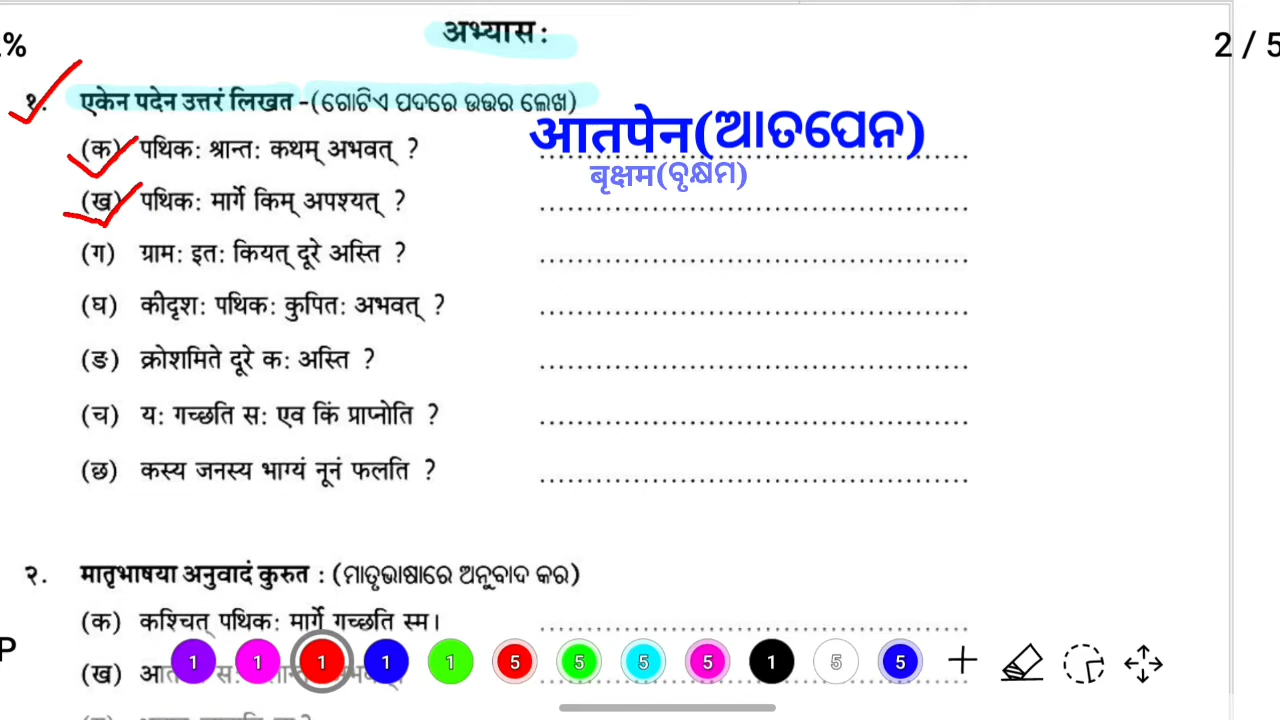 अभ्यास:
%
2 / 5
१. एकेन पदेन उत्तरं लिखत -(ଗୋଟିଏ ପଦରେ ଉତ୍ତର ଲେଖ)
आतपेन(ଆତପେନ)
(क) पथिक: श्रान्त: कथम् अभवत् ? ........................................
बृक्षम(ବୃକ୍ଷମ)
(ख) पथिक: मार्गे किम् अपश्यत् ? ........................................
(ग) ग्राम: इत: कियत् दूरे अस्ति ? ........................................
(घ) कीदृश: पथिक: कुपित: अभवत् ? ........................................
(ङ) क्रोशमिते दूरे क: अस्ति ? ........................................
(च) य: गच्छति स: एव किं प्राप्नोति ? ........................................
(छ) कस्य जनस्य भाग्यं नूनं फलति ? ........................................
२. मातृभाषया अनुवादं कुरुत : (ମାତୃଭାଷାରେ ଅନୁବାଦ କର)
(क) कश्चित् पथिक: मार्गे गच्छति स्म। ........................................
P
1 1 1 1 1 5 5 5 5 1 5 5
(ख)